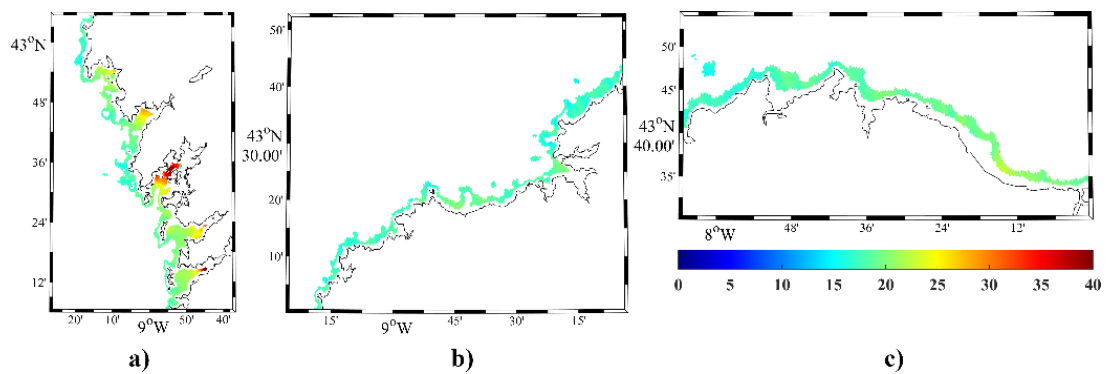 43°N
48'
36'
24'
12'
20' 10' 9°W 50' 40'
a)
50'
40'
43°N
30.00'
20'
10'
15' 9°W 45' 30' 15'
b)
50'
45'
43°N
40.00'
35'
8°W 48' 36' 24' 12'
0 5 10 15 20 25 30 35 40
c)